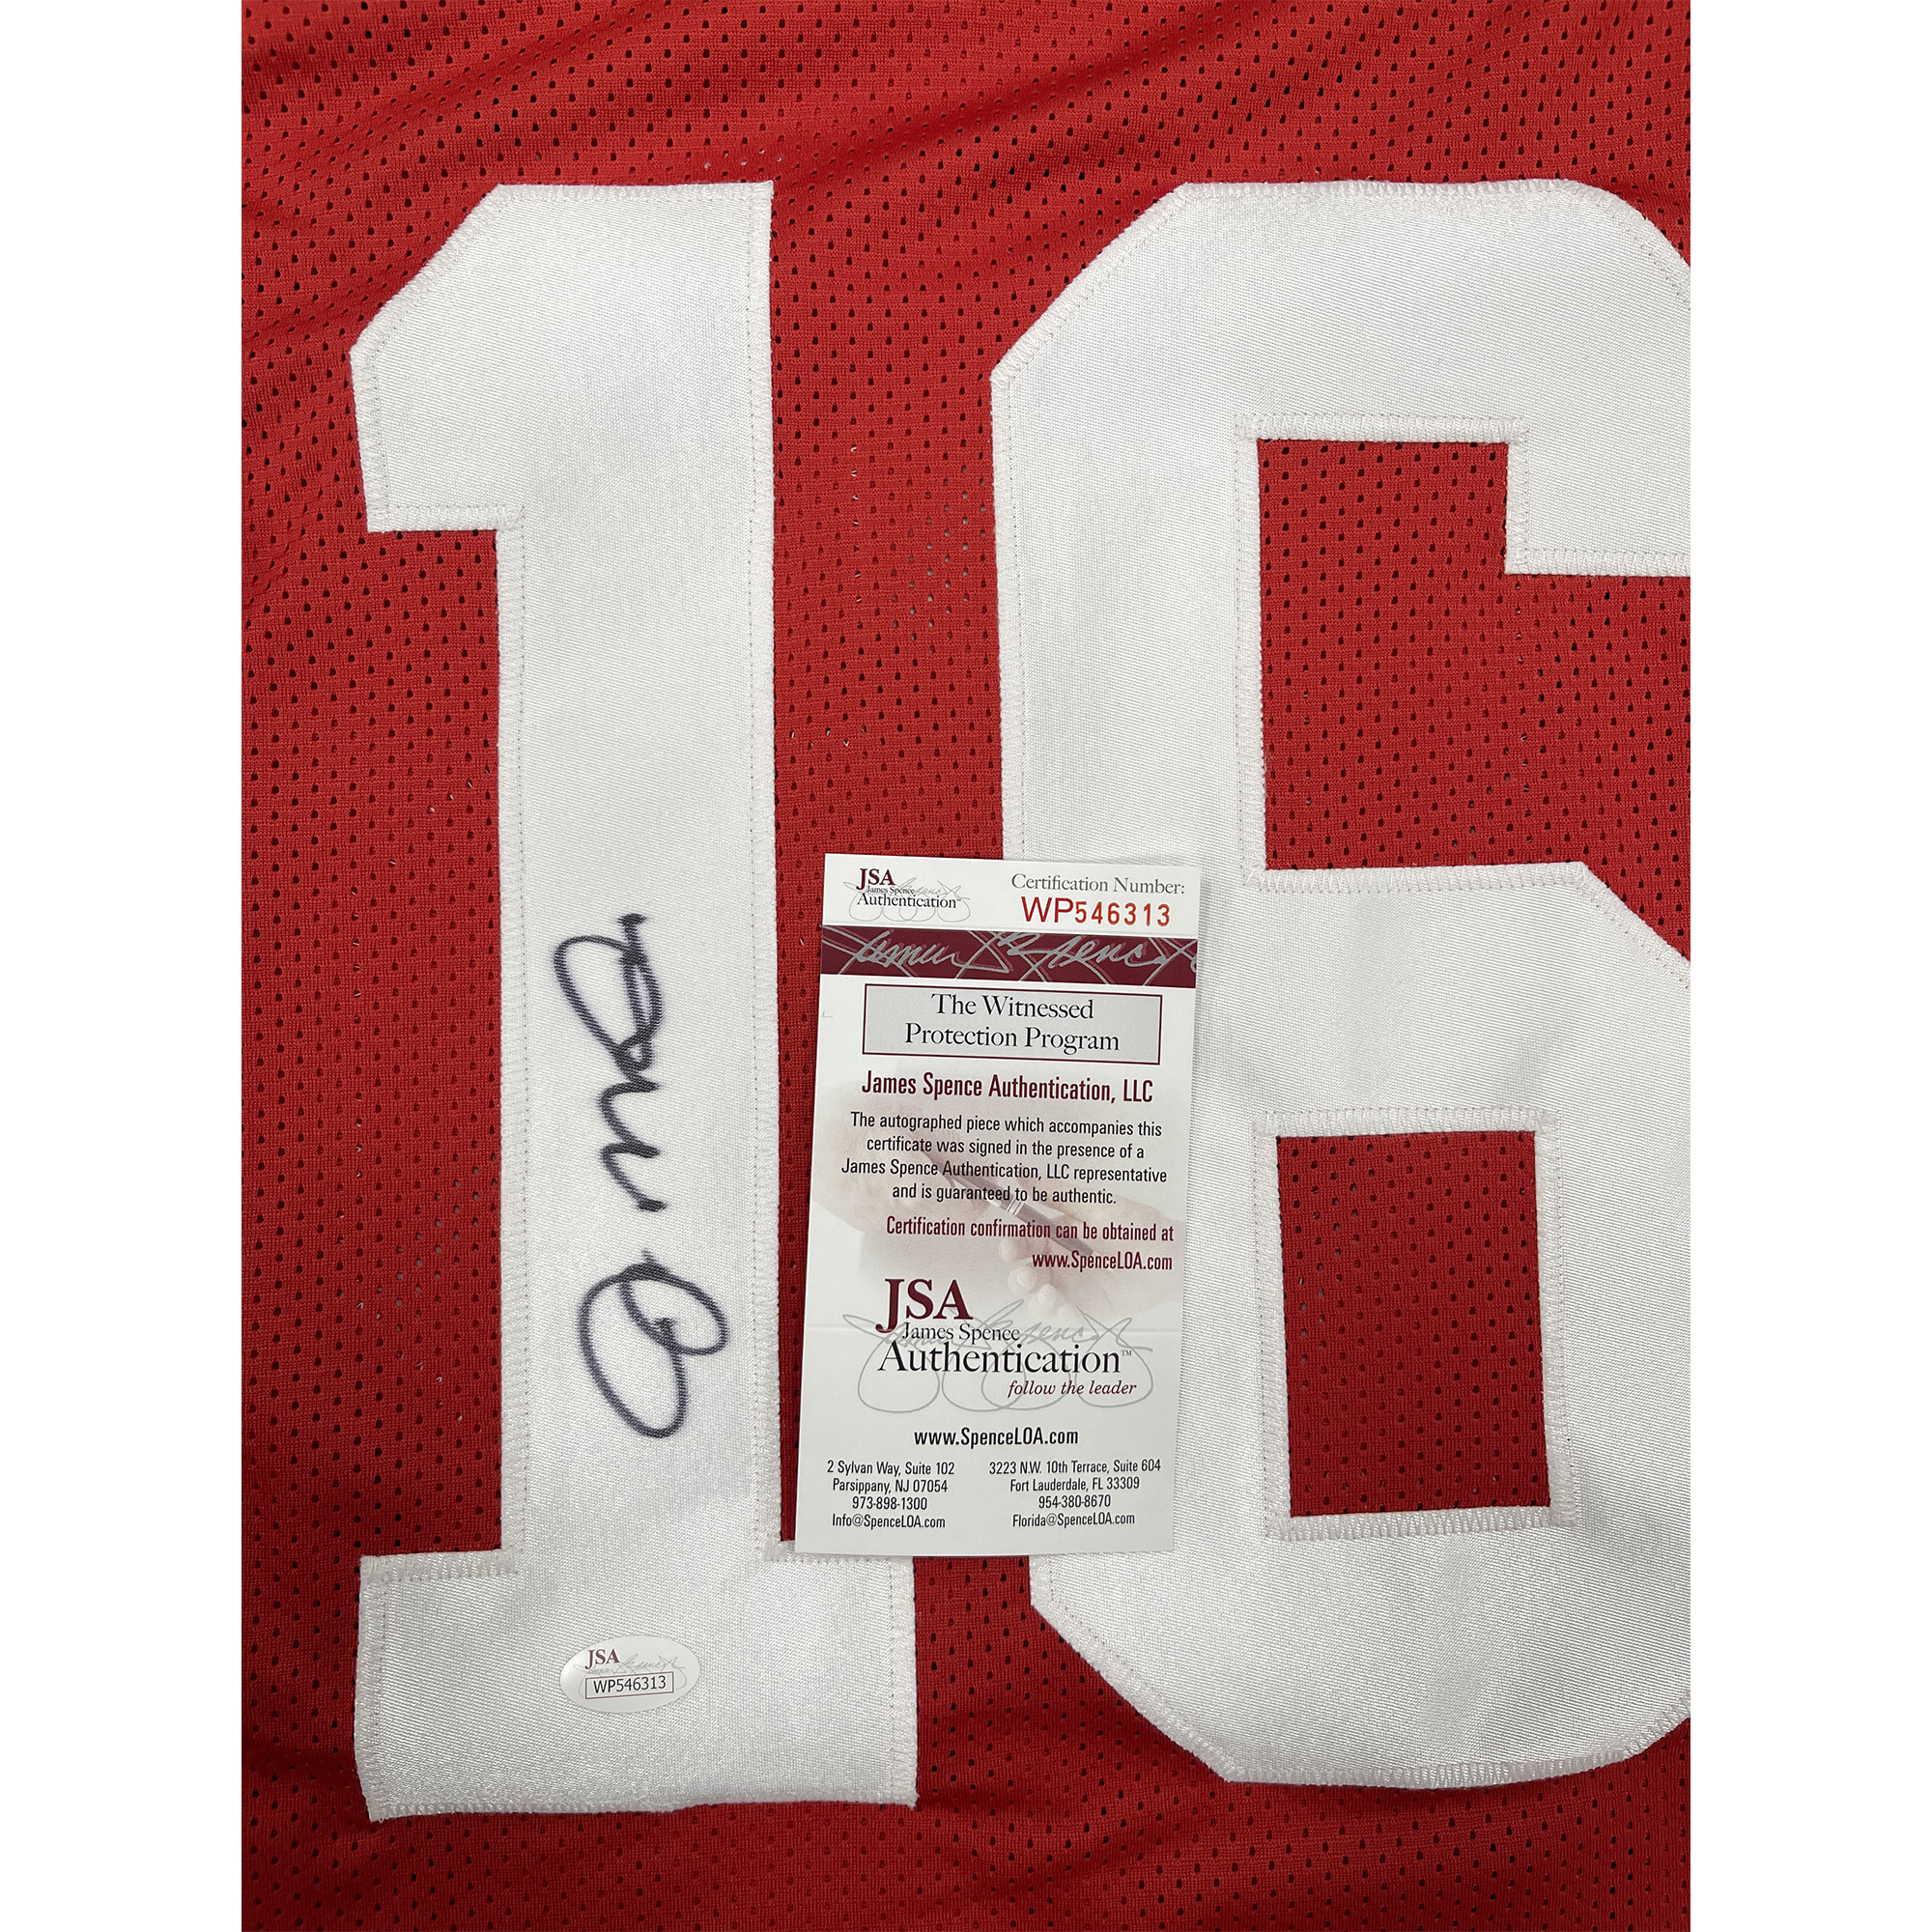 16
JSA
James Spence
Authentication
Certification Number:
WP546313
The Witnessed
Protection Program
James Spence Authentication, LLC
The autographed piece which accompanies this
certificate was signed in the presence of a
James Spence Authentication, LLC representative
and is guaranteed to be authentic.
Certification confirmation can be obtained at
www.SpenceLOA.com
JSA
James Spence
Authentication™
follow the leader
www.SpenceLOA.com
2 Sylvan Way, Suite 102
Parsippany, NJ 07054
973-898-1300
Info@SpenceLOA.com
3223 N.W. 10th Terrace, Suite 604
Fort Lauderdale, FL 33309
954-380-8670
Florida@SpenceLOA.com
JSA
WP546313